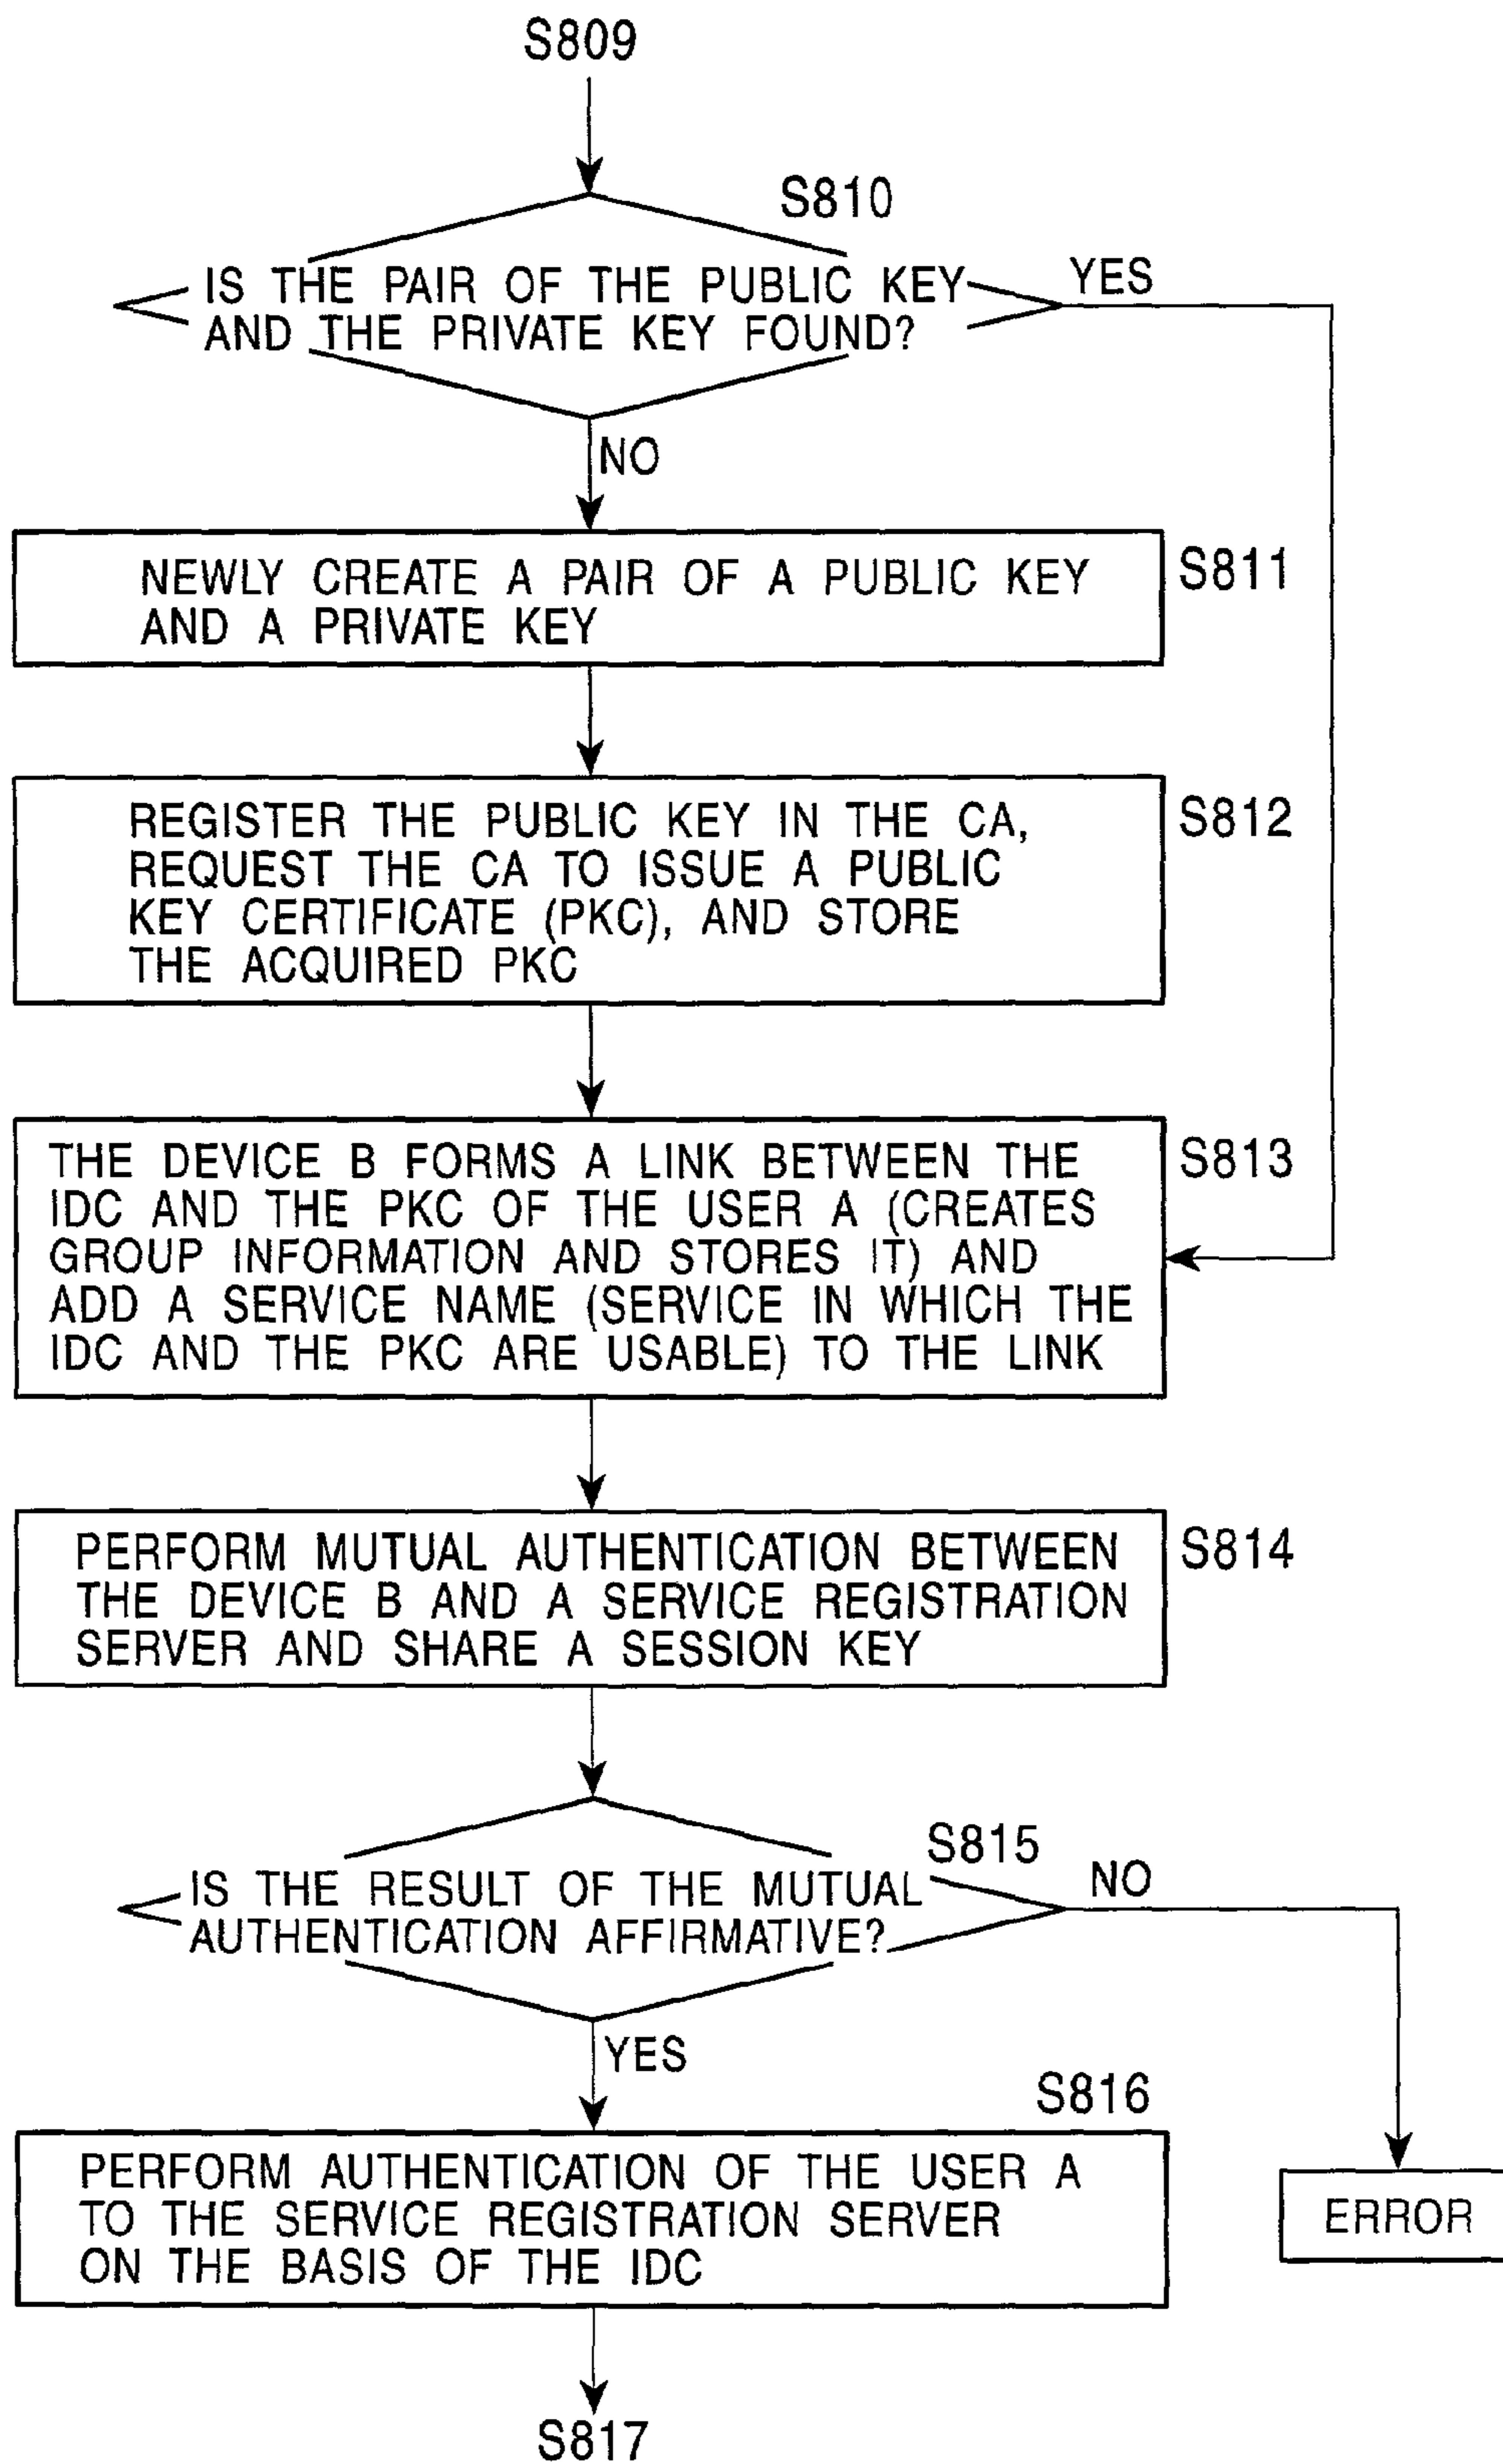 S809
S810
IS THE PAIR OF THE PUBLIC KEY
AND THE PRIVATE KEY FOUND?
YES
NO
NEWLY CREATE A PAIR OF A PUBLIC KEY
AND A PRIVATE KEY
S811
REGISTER THE PUBLIC KEY IN THE CA,
REQUEST THE CA TO ISSUE A PUBLIC
KEY CERTIFICATE (PKC), AND STORE
THE ACQUIRED PKC
S812
THE DEVICE B FORMS A LINK BETWEEN THE
IDC AND THE PKC OF THE USER A (CREATES
GROUP INFORMATION AND STORES IT) AND
ADD A SERVICE NAME (SERVICE IN WHICH THE
IDC AND THE PKC ARE USABLE) TO THE LINK
S813
PERFORM MUTUAL AUTHENTICATION BETWEEN
THE DEVICE B AND A SERVICE REGISTRATION
SERVER AND SHARE A SESSION KEY
S814
S815
IS THE RESULT OF THE MUTUAL
AUTHENTICATION AFFIRMATIVE?
NO
YES
S816
PERFORM AUTHENTICATION OF THE USER A
TO THE SERVICE REGISTRATION SERVER
ON THE BASIS OF THE IDC
ERROR
S817